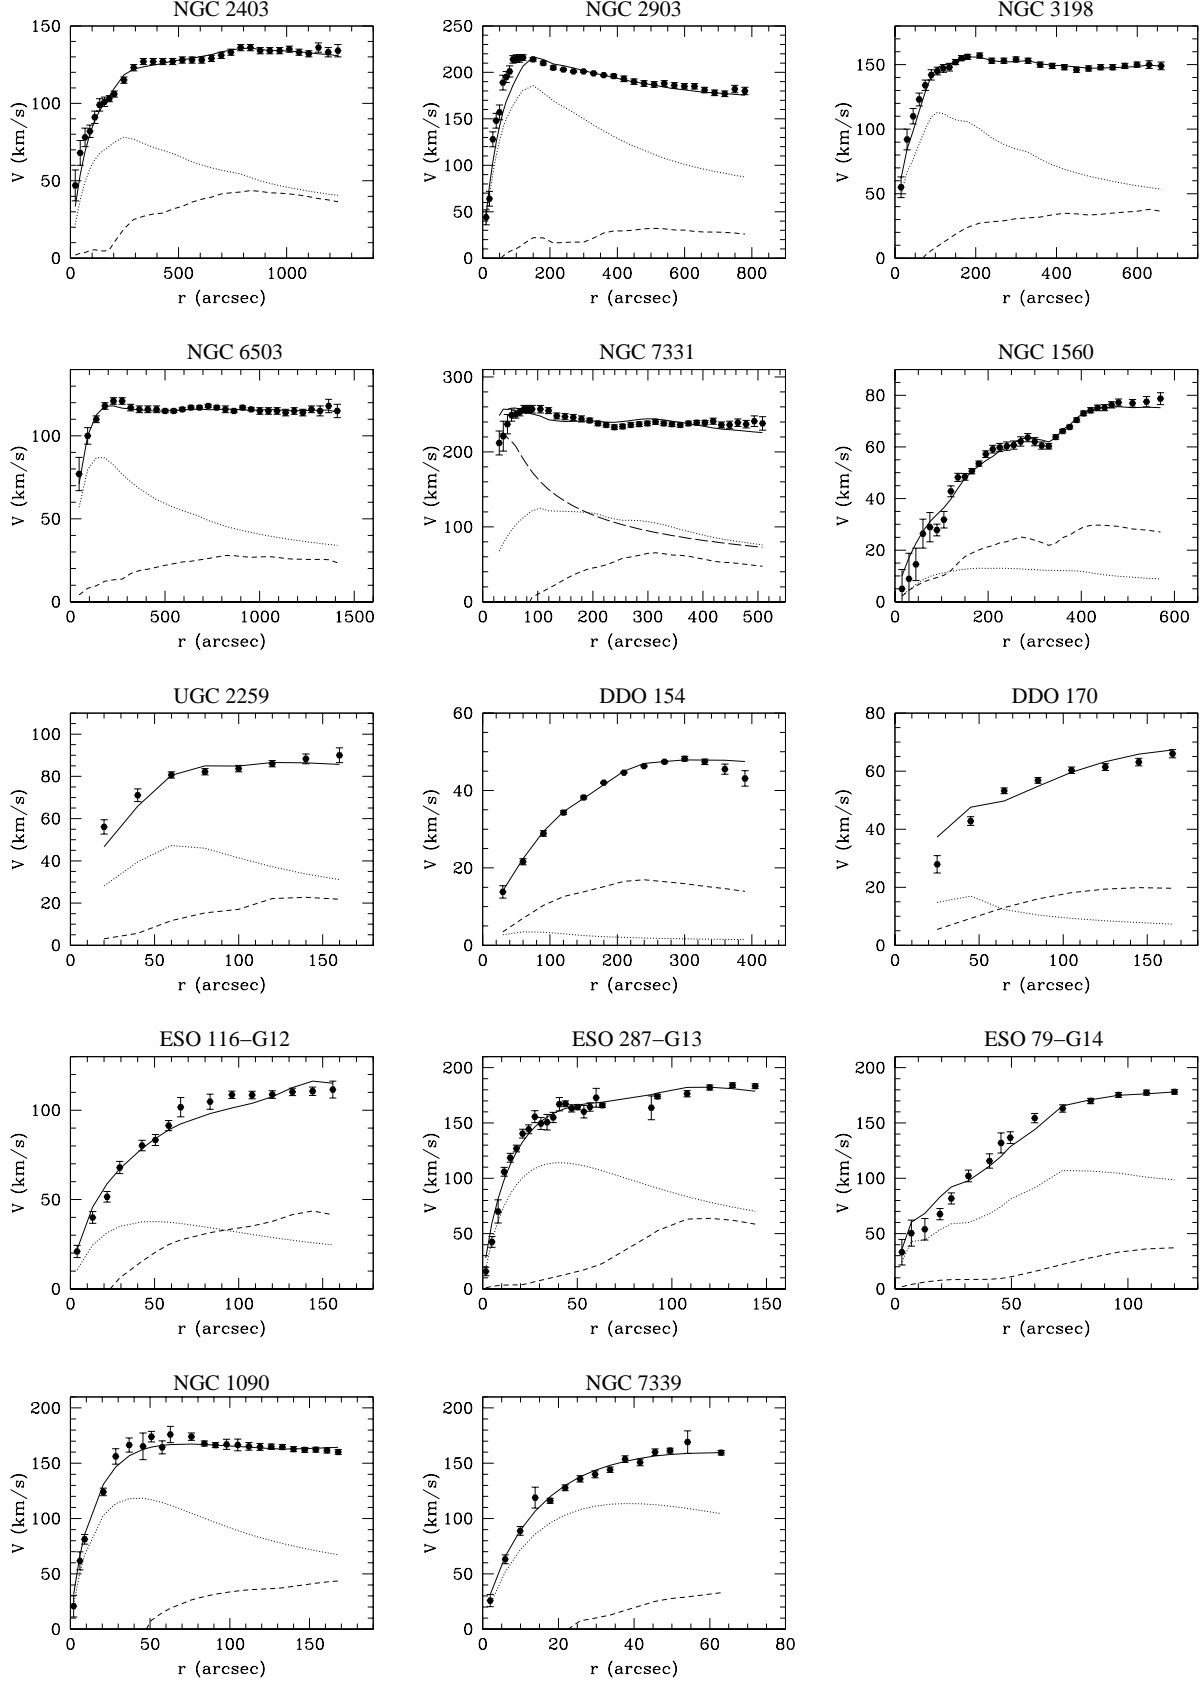 NGC 2403 NGC 2903 NGC 3198
150 250 
200 150
100
V (km/s) V (km/s) V (km/s)
150 100
100
50 50
50
0 0 0
0 500 1000 0 200 400 600 800 0 200 400 600
r (arcsec) r (arcsec) r (arcsec)
NGC 6503 NGC 7331 NGC 1560
300
80
100
200 60
V (km/s) V (km/s) V (km/s)
40
50 100
20
0 0 0
0 500 1000 1500 0 100 200 300 400 500 0 200 400 600
r (arcsec) r (arcsec) r (arcsec)
UGC 2259 DDO 154 DDO 170
100 60 80
80
60
40
60
V (km/s) V (km/s) V (km/s)
40
40
20
20 20
0 0 0
0 50 100 150 0 100 200 300 400 0 50 100 150
r (arcsec) r (arcsec) r (arcsec)
ESO 116−G12 ESO 287−G13 ESO 79−G14
200 200
100
150 150
V (km/s) V (km/s) V (km/s)
100 100
50
50 50
0 0 0
0 50 100 150 0 50 100 150 0 50 100
r (arcsec) r (arcsec) r (arcsec)
NGC 1090 NGC 7339
200 200
150 150
V (km/s) V (km/s)
100 100
50 50
0 0
0 50 100 150 0 20 40 60 80
r (arcsec) r (arcsec)